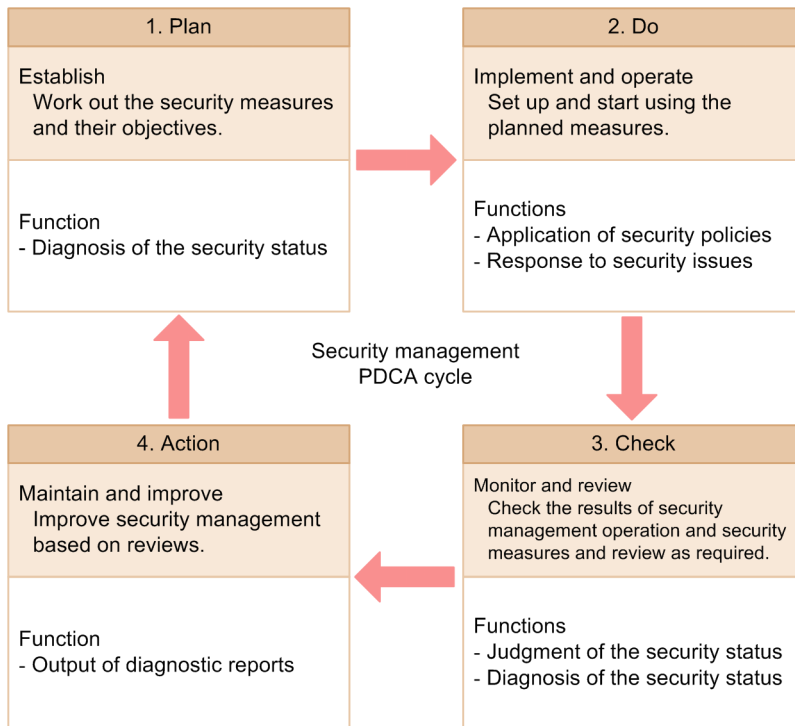 1. Plan
Establish
Work out the security measures
and their objectives.
Function
- Diagnosis of the security status
2. Do
Implement and operate
Set up and start using the
planned measures.
Functions
- Application of security policies
- Response to security issues
Security management
PDCA cycle
4. Action
Maintain and improve
Improve security management
based on reviews.
Function
- Output of diagnostic reports
3. Check
Monitor and review
Check the results of security
management operation and security
measures and review as required.
Functions
- Judgment of the security status
- Diagnosis of the security status